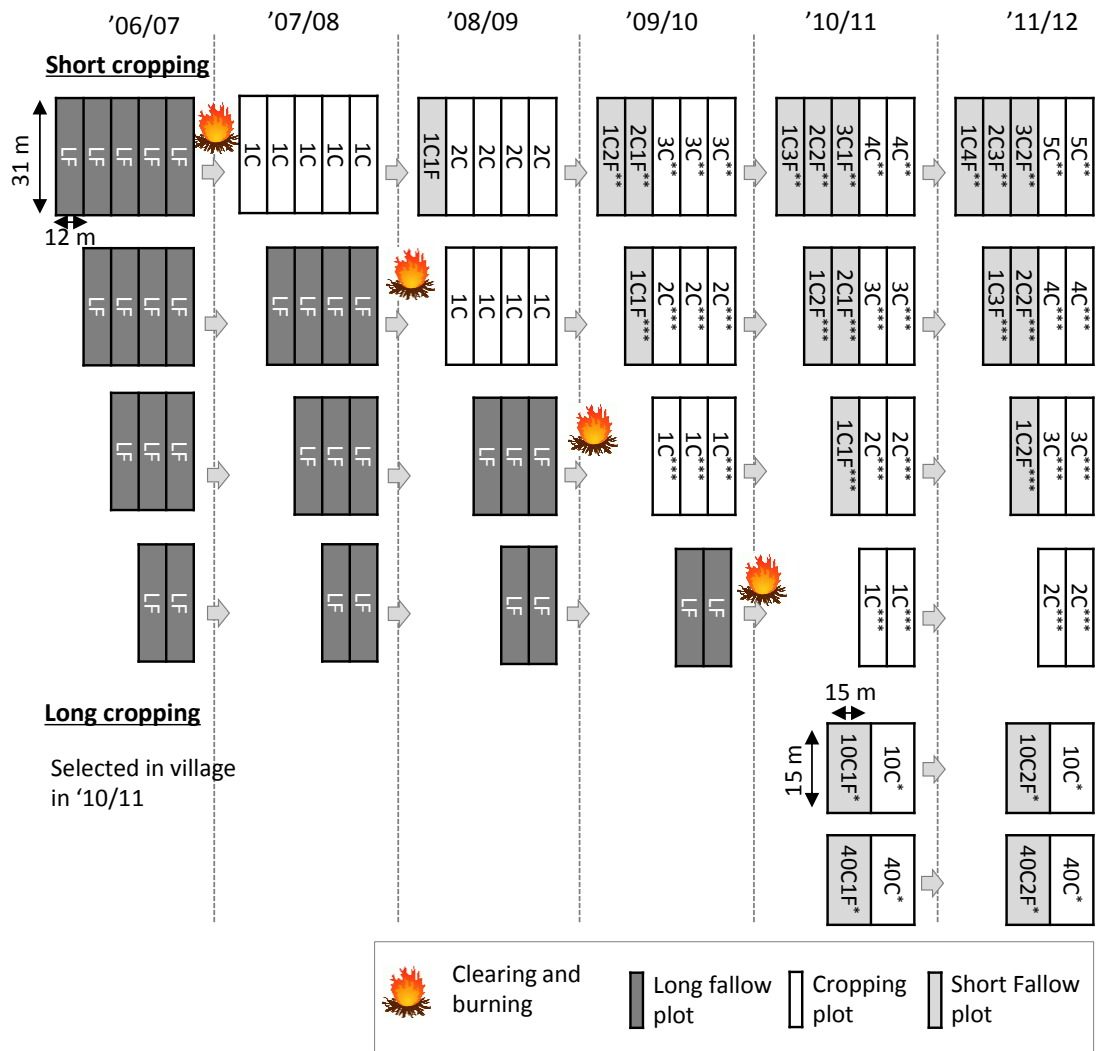 '06/07 '07/08 '08/09 '09/10 '10/11 '11/12
Short cropping
31 m
12 m
LF LF LF LF LF
1C 1C 1C 1C 1C
1C1F 2C 2C 2C 2C
1C2F** 2C1F** 3C** 3C** 3C**
1C3F** 2C2F** 3C1F** 4C** 4C**
1C4F** 2C3F** 3C2F** 5C** 5C**
LF LF LF LF
LF LF LF LF
1C 1C 1C 1C
1C1F*** 2C*** 2C*** 2C***
1C2F*** 2C1F*** 3C*** 3C***
1C3F*** 2C2F*** 4C*** 4C***
LF LF LF
LF LF LF
LF LF LF
1C*** 1C*** 1C***
1C1F*** 2C*** 2C***
1C2F*** 3C*** 3C***
LF LF
LF LF
LF LF
LF LF
1C*** 1C***
2C*** 2C***
Long cropping
Selected in village
in '10/11
15 m
15 m
10C1F* 10C*
10C2F* 10C*
40C1F* 40C*
40C2F* 40C*
Clearing and
burning
Long fallow
plot
Cropping
plot
Short Fallow
plot